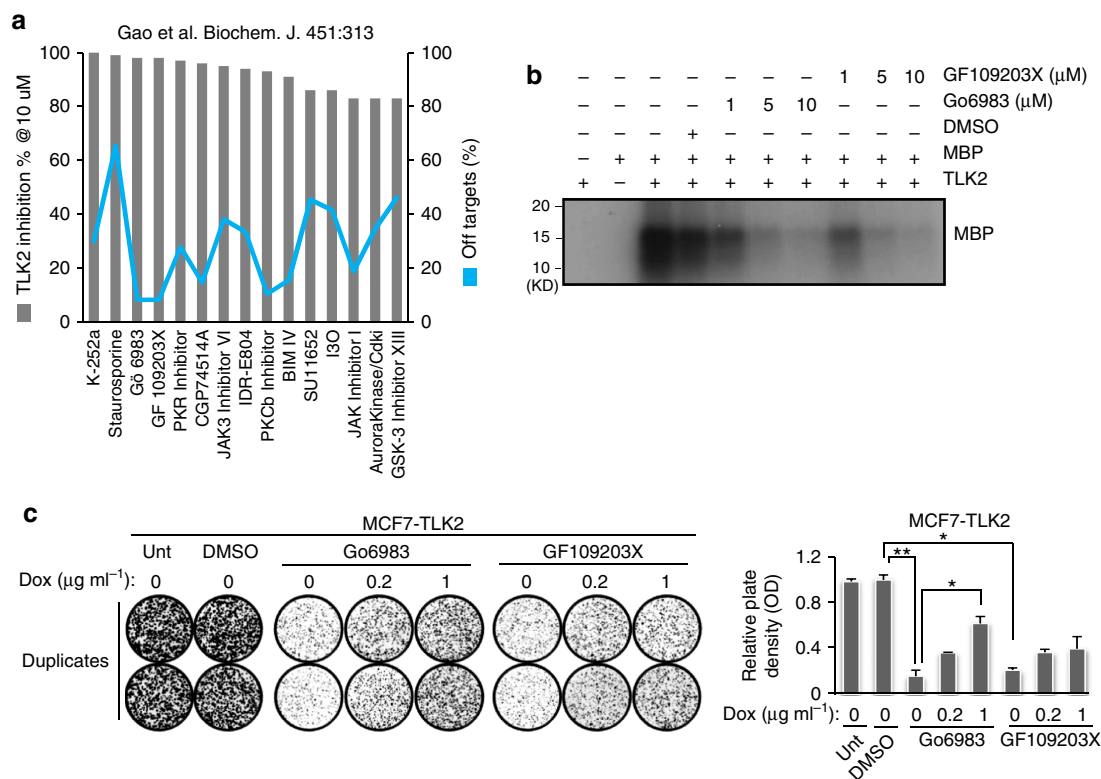 a
Gao et al. Biochem. J. 451:313
TLK2 inhibition % @10 uM
100
80
60
40
20
0
100
80
60
40
20
0
Off targets (%)
K-252a
Staurosporine
Gö 6983
GF 109203X
PKR Inhibitor
CGP74514A
JAK3 Inhibitor VI
IDR-E804
PKCb Inhibitor
BIM IV
SU11652
I3O
JAK Inhibitor I
AuroraKinase/Cdki
GSK-3 Inhibitor XIII
b
– – – – – – – 1 5 10 GF109203X (μM)
– – – – 1 5 10 – – – Go6983 (μM)
– – – + – – – – – – DMSO
– + + + + + + + + + MBP
+ – + + + + + + + + TLK2
20
15
10
(KD)
MBP
c
MCF7-TLK2
Unt DMSO Go6983 GF109203X
Dox (μg ml⁻¹): 0 0 0 0.2 1 0 0.2 1
Duplicates
MCF7-TLK2
*
**
*
Relative plate
density (OD)
1.2
0.8
0.4
0
Dox (μg ml⁻¹) 0 0 0 0.2 1 0 0.2 1
Unt DMSO Go6983 GF109203X